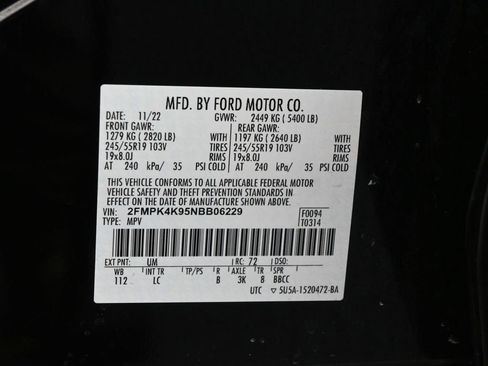 MFD. BY FORD MOTOR CO.
DATE: 11/22 GVWR: 2449 KG ( 5400 LB)
FRONT GAWR: REAR GAWR:
1279 KG ( 2820 LB) WITH 1197 KG ( 2640 LB) WITH
245/55R19 103V TIRES 245/55R19 103V TIRES
19x8.0J RIMS 19x8.0J RIMS
AT 240 kPa/ 35 PSI COLD AT 240 kPa/ 35 PSI COLD
THIS VEHICLE CONFORMS TO ALL APPLICABLE FEDERAL MOTOR
VEHICLE SAFETY AND THEFT PREVENTION STANDARDS IN
EFFECT ON THE DATE OF MANUFACTURE SHOWN ABOVE.
VIN: 2FMPK4K95NBB06229 F0094
TYPE: MPV T0314
EXT PNT: UM RC: 72 DSO:
WB INT TR TP/PS R AXLE TR SPR
112 LC B 3K 8 BBCC
UTC ▽5U5A-1520472-BA